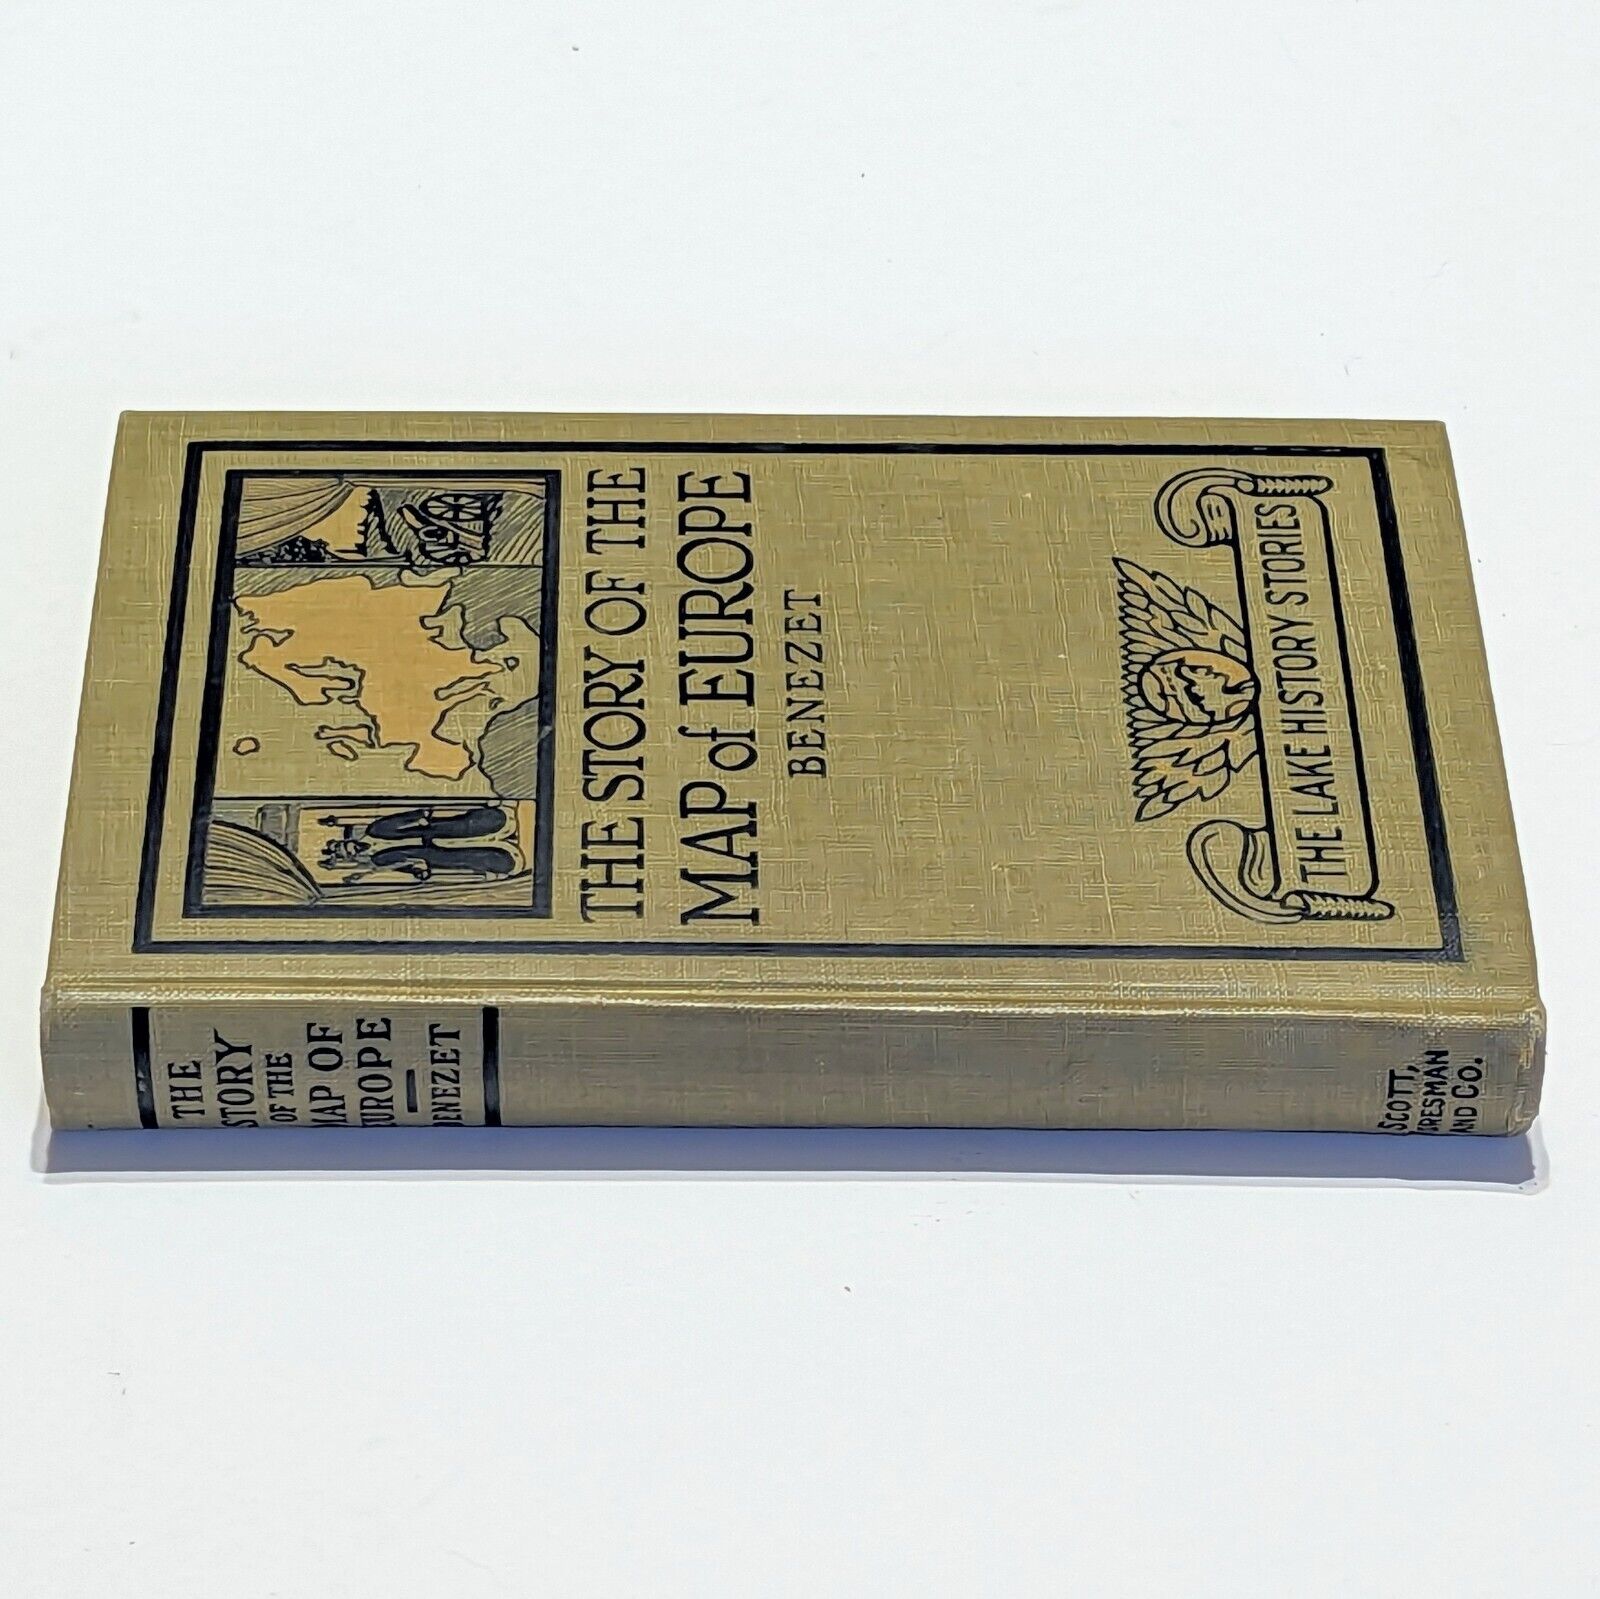 THE STORY OF THE
MAP of EUROPE
BENEZET
THE LAKE HISTORY STORIES
THE
STORY
OF THE
MAP OF
EUROPE
BENEZET
SCOTT,
FORESMAN
AND CO.